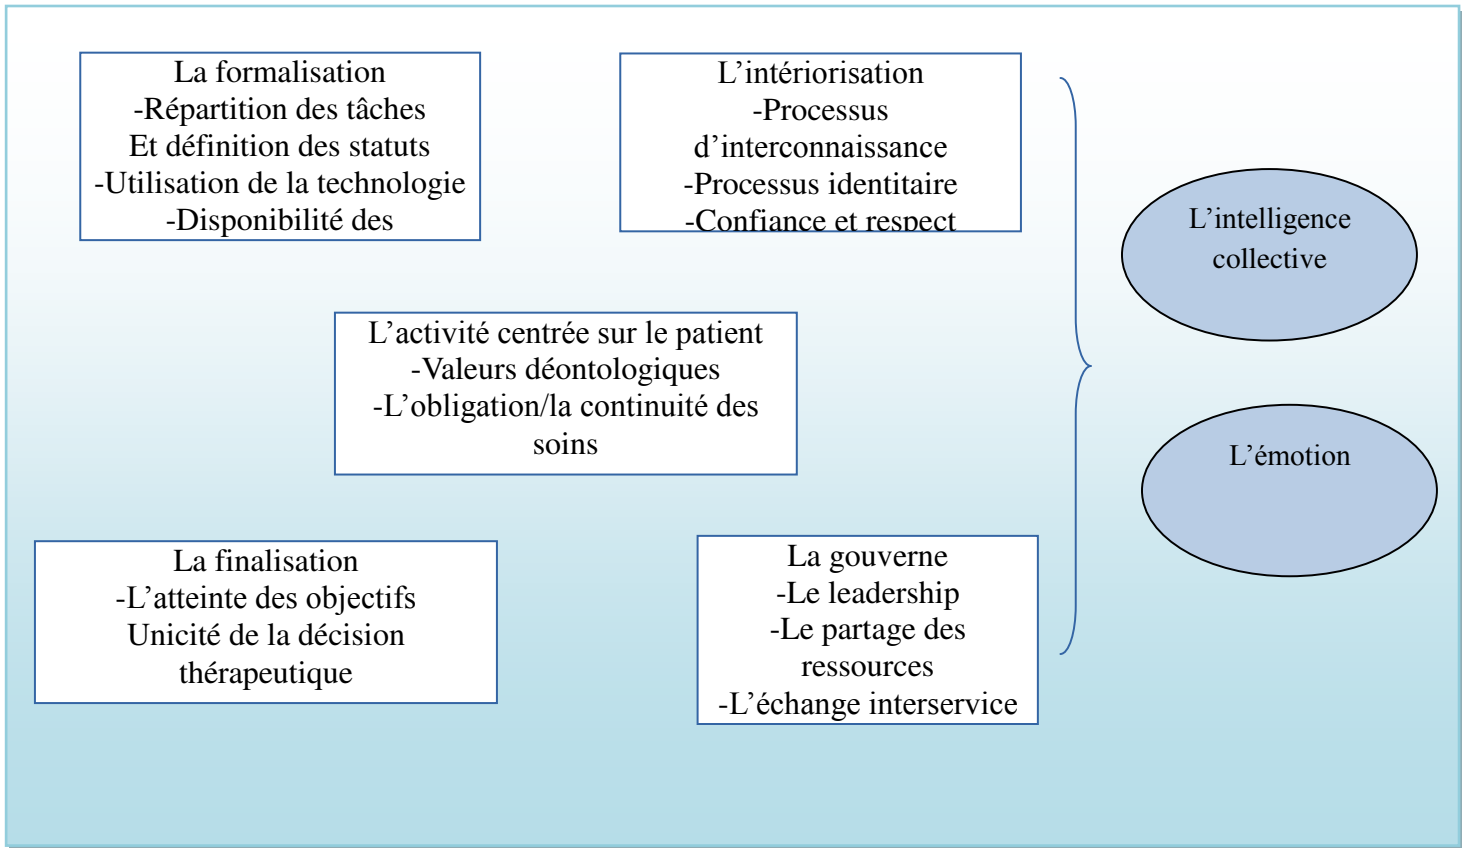 La formalisation
-Répartition des tâches
Et définition des statuts
-Utilisation de la technologie
-Disponibilité des
L’intériorisation
-Processus
d’interconnaissance
-Processus identitaire
-Confiance et respect
L’intelligence
collective
L’activité centrée sur le patient
-Valeurs déontologiques
-L’obligation/la continuité des
soins
L’émotion
La finalisation
-L’atteinte des objectifs
Unicité de la décision
thérapeutique
La gouverne
-Le leadership
-Le partage des
ressources
-L’échange interservice